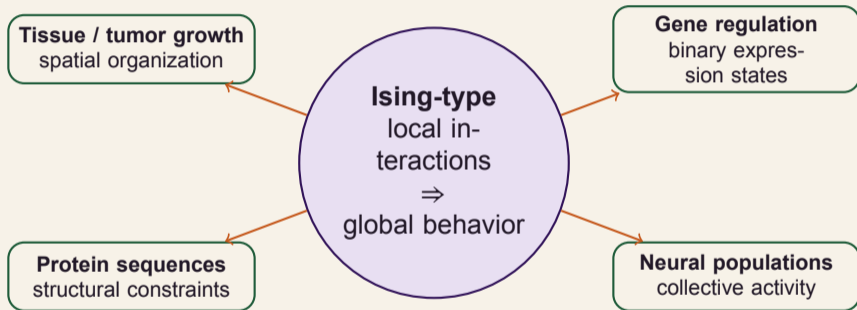 Tissue / tumor growth
spatial organization
Gene regulation
binary expres-
sion states
Ising-type
local in-
teractions
⇒
global behavior
Protein sequences
structural constraints
Neural populations
collective activity